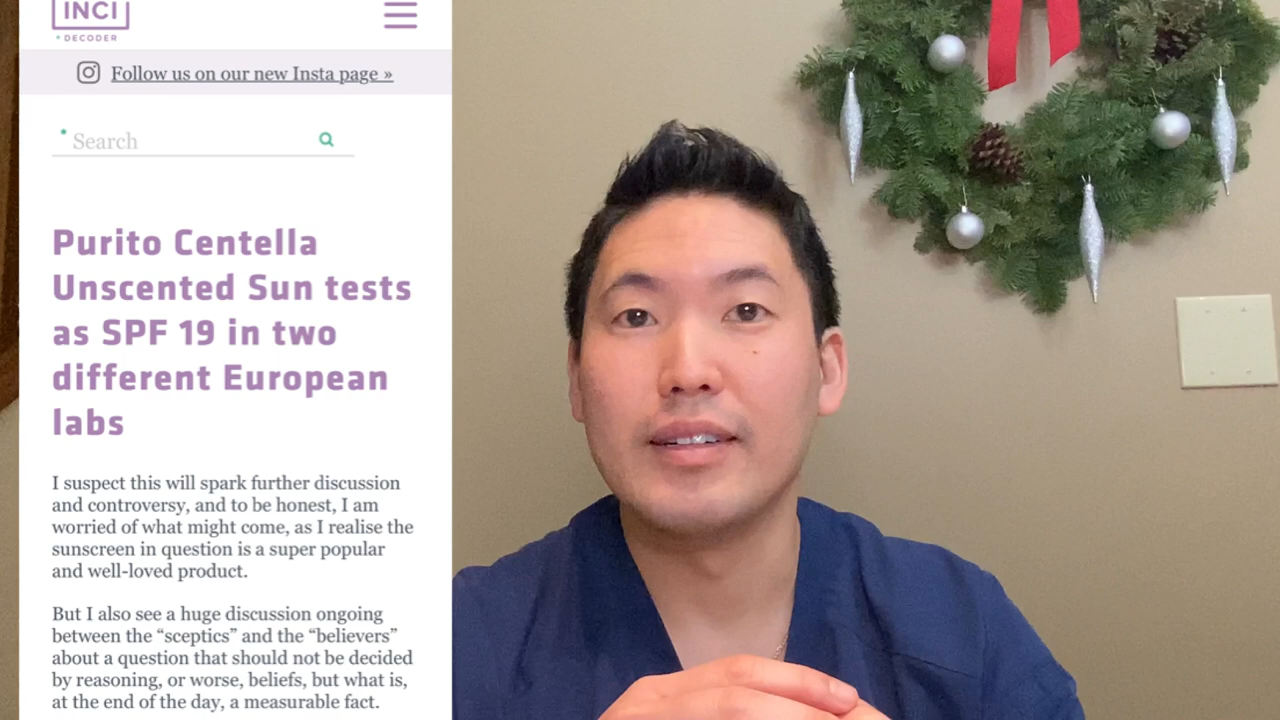 INCI
DECODER
Follow us on our new Insta page »
Search
Purito Centella
Unscented Sun tests
as SPF 19 in two
different European
labs
I suspect this will spark further discussion
and controversy, and to be honest, I am
worried of what might come, as I realise the
sunscreen in question is a super popular
and well-loved product.
But I also see a huge discussion ongoing
between the “sceptics” and the “believers”
about a question that should not be decided
by reasoning, or worse, beliefs, but what is,
at the end of the day, a measurable fact.